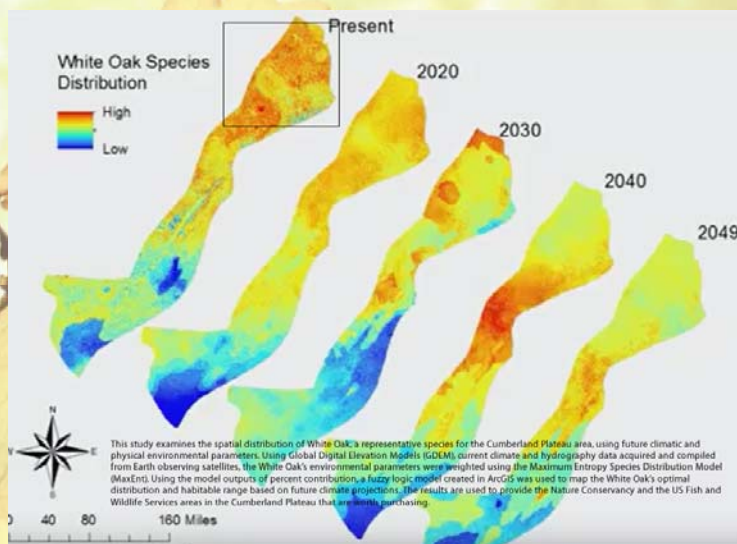 Present
White Oak Species
Distribution
High
Low
2020
2030
2040
2049
N
W
E
S
This study examines the spatial distribution of White Oak, a representative species for the Cumberland Plateau area, using future climatic and
physical environmental parameters. Using Global Digital Elevation Models (GDEM), current climate and hydrography data acquired and compiled
from Earth observing satellites, the White Oak's environmental parameters were weighted using the Maximum Entropy Species Distribution Model
(MaxEnt). Using the model outputs of percent contribution, a fuzzy logic model created in ArcGIS was used to map the White Oak's optimal
distribution and habitable range based on future climate projections. The results are used to provide the Nature Conservancy and the US Fish and
Wildlife Services areas in the Cumberland Plateau that are worth purchasing.
0 40 80 160 Miles